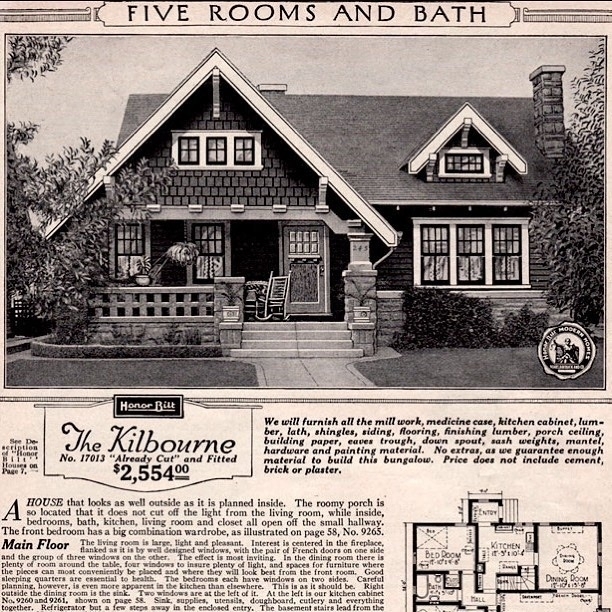 FIVE ROOMS AND BATH
245
HONOR BILT MODERN HOMES
SEARS, ROEBUCK AND CO.
Honor Bilt
The Kilbourne
No. 17013 "Already Cut" and Fitted
$2,554.00
See De-
scription
of "Honor
Bilt"
Houses on
Page 7.
We will furnish all the mill work, medicine case, kitchen cabinet, lum-
ber, lath, shingles, siding, flooring, finishing lumber, porch ceiling,
building paper, eaves trough, down spout, sash weights, mantel,
hardware and painting material. No extras, as we guarantee enough
material to build this bungalow. Price does not include cement,
brick or plaster.
A HOUSE that looks as well outside as it is planned inside. The roomy porch is
so located that it does not cut off the light from the living room, while inside,
bedrooms, bath, kitchen, living room and closet all open off the small hallway.
The front bedroom has a big combination wardrobe, as illustrated on page 58, No. 9265.
Main Floor The living room is large, light and pleasant. Interest is centered in the fireplace,
flanked as it is by well designed windows, with the pair of French doors on one side
and the group of three windows on the other. The effect is most inviting. In the dining room there is
plenty of room around the table, four windows to insure plenty of light, and spaces for furniture where
the pieces can most conveniently be placed and where they will look best from the front room. Good
sleeping quarters are essential to health. The bedrooms each have windows on two sides. Careful
planning, however, is even more apparent in the kitchen than elsewhere. This is as it should be. Right
outside the dining room is the sink. Two windows are at the left of it. At the left is our kitchen cabinet
No. 9260 and 9261, shown on page 58. Sink, supplies, utensils, doughboard, cutlery and everything
together. Refrigerator but a few steps away in the enclosed entry. The basement stairs lead from the
ENTRY
KITCHEN
BED ROOM
BUFFET
DINING ROOM
HALL